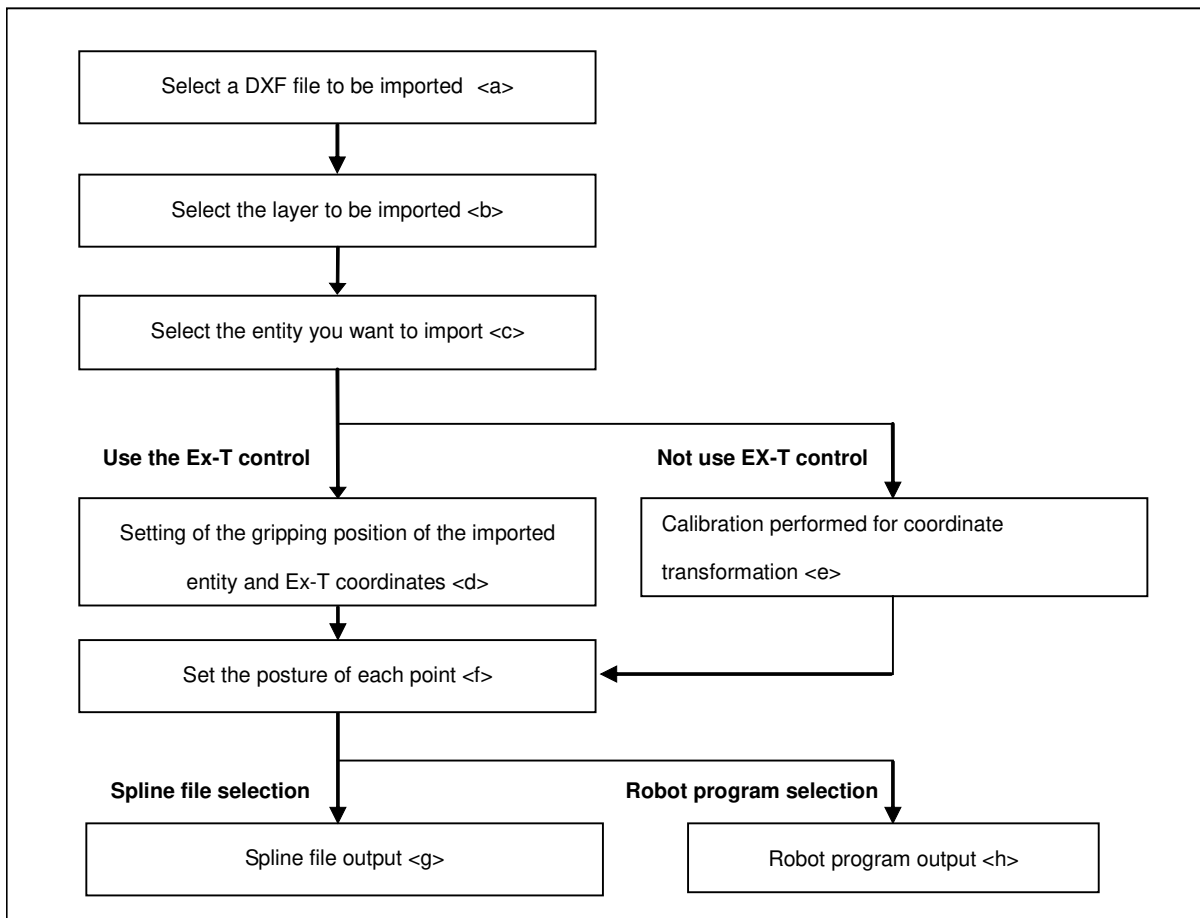 Select a DXF file to be imported <a>
Select the layer to be imported <b>
Select the entity you want to import <c>
Use the Ex-T control
Not use EX-T control
Setting of the gripping position of the imported
entity and Ex-T coordinates <d>
Calibration performed for coordinate
transformation <e>
Set the posture of each point <f>
Spline file selection
Robot program selection
Spline file output <g>
Robot program output <h>